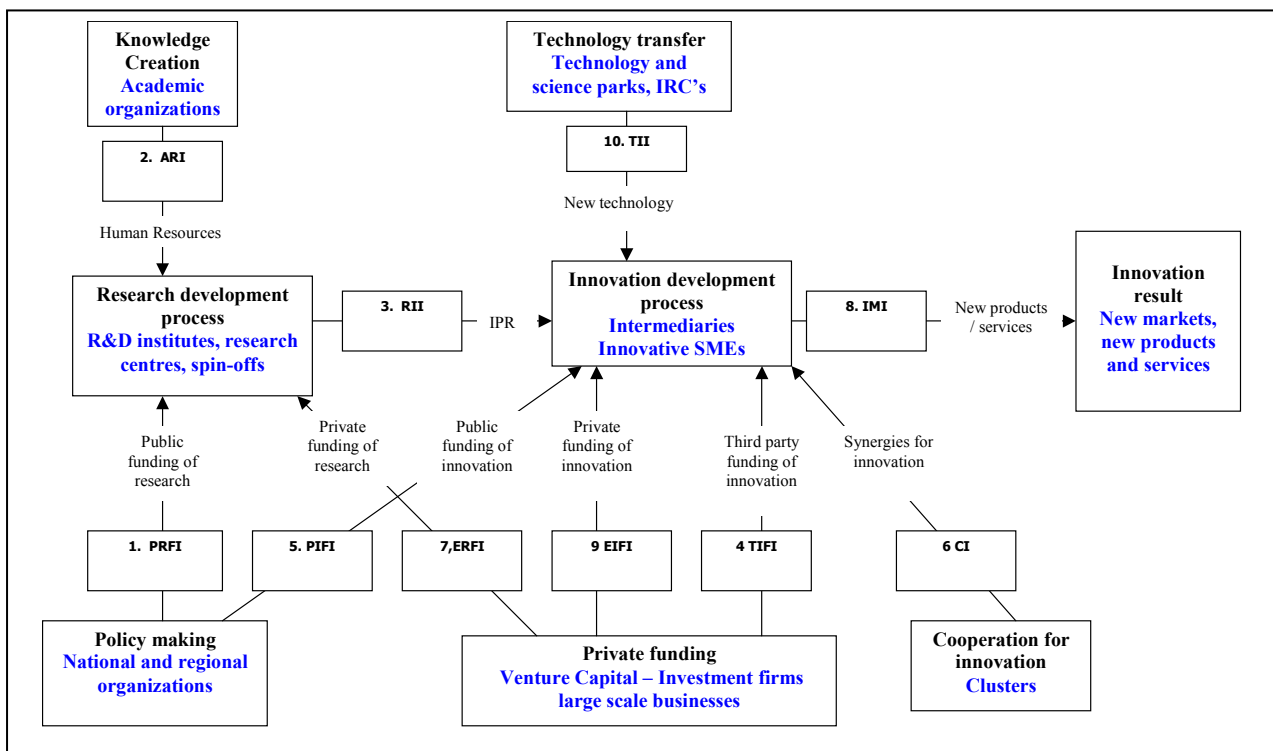 Knowledge
Creation
Academic
organizations
Technology transfer
Technology and
science parks, IRC's
2. ARI
10. TII
New technology
Human Resources
Research development
process
R&D institutes, research
centres, spin-offs
3. RII
IPR
Innovation development
process
Intermediaries
Innovative SMEs
8. IMI
New products
/ services
Innovation
result
New markets,
new products
and services
Public
funding of
research
Private
funding of
research
Public
funding of
innovation
Private
funding of
innovation
Third party
funding of
innovation
Synergies for
innovation
1. PRFI
5. PIFI
7,ERFI
9 EIFI
4 TIFI
6 CI
Policy making
National and regional
organizations
Private funding
Venture Capital – Investment firms
large scale businesses
Cooperation for
innovation
Clusters